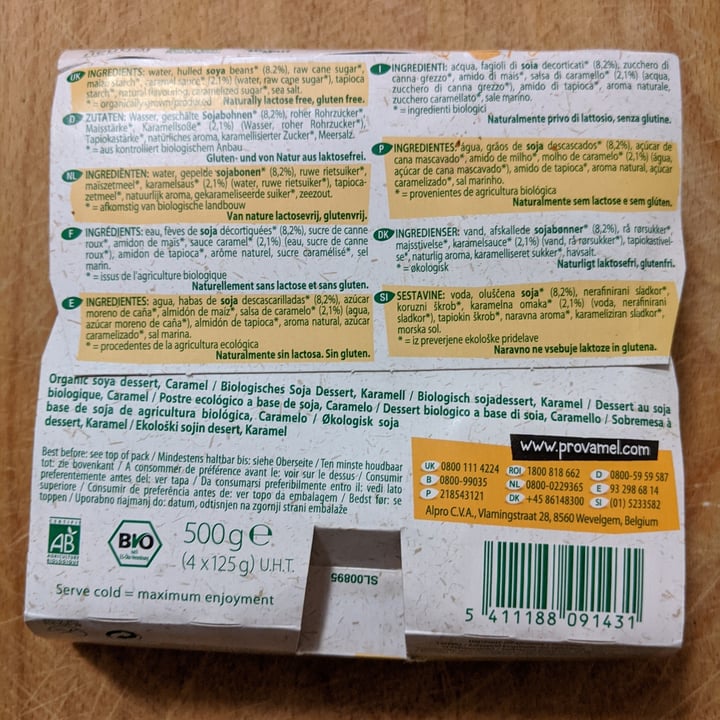 UK INGREDIENTS: water, hulled soya beans* (8.2%), raw cane sugar*,
maize starch*, caramel sauce* (2.1%) (water, raw cane sugar*), tapioca
starch*, natural flavouring, caramelized sugar*, sea salt.
* = organically grown/produced Naturally lactose free, gluten free.
D ZUTATEN: Wasser, geschälte Sojabohnen* (8,2%), roher Rohrzucker*,
Maisstärke*, Karamellsoße* (2,1%) (Wasser, roher Rohrzucker*),
Tapiokastärke*, natürliches aroma, karamellisierter Zucker*, Meersalz.
* = aus kontrolliert biologischem Anbau
Gluten- und von Natur aus laktosefrei.
NL INGREDIËNTEN: water, gepelde sojabonen* (8,2%), ruwe rietsuiker*,
maïszetmeel*, karamelsaus* (2,1%) (water, ruwe rietsuiker*), tapioca-
zetmeel*, natuurlijk aroma, gekarameliseerde suiker*, zeezout.
* = afkomstig van biologische landbouw
Van nature lactosevrij, glutenvrij.
F INGRÉDIENTS: eau, fèves de soja décortiquées* (8,2%), sucre de canne
roux*, amidon de maïs*, sauce caramel* (2,1%) (eau, sucre de canne
roux*), amidon de tapioca*, arôme naturel, sucre caramélisé*, sel
marin.
* = issus de l'agriculture biologique
Naturellement sans lactose et sans gluten.
E INGREDIENTES: agua, habas de soja descascarilladas* (8,2%), azúcar
moreno de caña*, almidón de maíz*, salsa de caramelo* (2,1%) (agua,
azúcar moreno de caña*), almidón de tapioca*, aroma natural, azúcar
caramelizado*, sal marina.
* = procedentes de la agricultura ecológica
Naturalmente sin lactosa. Sin gluten.
I INGREDIENTI: acqua, fagioli di soia decorticati* (8,2%), zucchero di
canna grezzo*, amido di mais*, salsa di caramello* (2,1%) (acqua,
zucchero di canna grezzo*), amido di tapioca*, aroma naturale,
zucchero caramellato*, sale marino.
* = ingredienti biologici
Naturalmente privo di lattosio, senza glutine.
P INGREDIENTES: água, grãos de soja descascados* (8,2%), açúcar de
cana mascavado*, amido de milho*, molho de caramelo* (2,1%) (água,
açúcar de cana mascavado*), amido de tapioca*, aroma natural, açúcar
caramelizado*, sal marinho.
* = provenientes de agricultura biológica
Naturalmente sem lactose e sem glúten.
DK INGREDIENSER: vand, afskallede sojabønner* (8,2%), rå rørsukker*,
majsstivelse*, karamelsauce* (2,1%) (vand, rå rørsukker*), tapiokastivel-
se*, naturlig aroma, karamelliseret sukker*, havsalt.
* = økologisk
Naturligt laktosefri, glutenfri.
SI SESTAVINE: voda, oluščena soja* (8,2%), nerafinirani sladkor*,
koruzni škrob*, karamelna omaka* (2,1%) (voda, nerafinirani
sladkor*), tapiokin škrob*, naravna aroma*, karameliziran sladkor*,
morska sol.
* = iz preverjene ekološke pridelave
Naravno ne vsebuje laktoze in glutena.
Organic soya dessert, Caramel / Biologisches Soja Dessert, Karamell / Biologisch sojadessert, Karamel / Dessert au soja
biologique, Caramel / Postre ecológico a base de soja, Caramelo / Dessert biologico a base di soia, Caramello / Sobremesa à
base de soja de agricultura biológica, Caramelo / Økologisk soja
dessert, Karamel / Ekološki sojin desert, Karamel
Best before: see top of pack / Mindestens haltbar bis: siehe Oberseite / Ten minste houdbaar
tot: zie bovenkant / A consommer de préférence avant le: voir sur le dessus / Consumir
preferentemente antes del: ver tapa / Da consumarsi preferibilmente entro il: vedi lato
superiore / Consumir de preferência antes de: ver topo da embalagem / Bedst før: se
toppen / Uporabno najmanj do: datum, odtisnjen na zgornji strani embalaže
www.provamel.com
UK 0800 111 4224 ROI 1800 818 662 D 0800-59 59 587
B 0800-99035 NL 0800-0229365 E 93 298 68 14
P 218543121 DK +45 86148300 SI (01) 5233582
Alpro C.V.A., Vlamingstraat 28, 8560 Wevelgem, Belgium
CERTIFIÉ
AB
AGRICULTURE
BIOLOGIQUE
BIO
500g e
(4 x 125g) U.H.T.
Serve cold = maximum enjoyment
SL00895
5 411188 091431